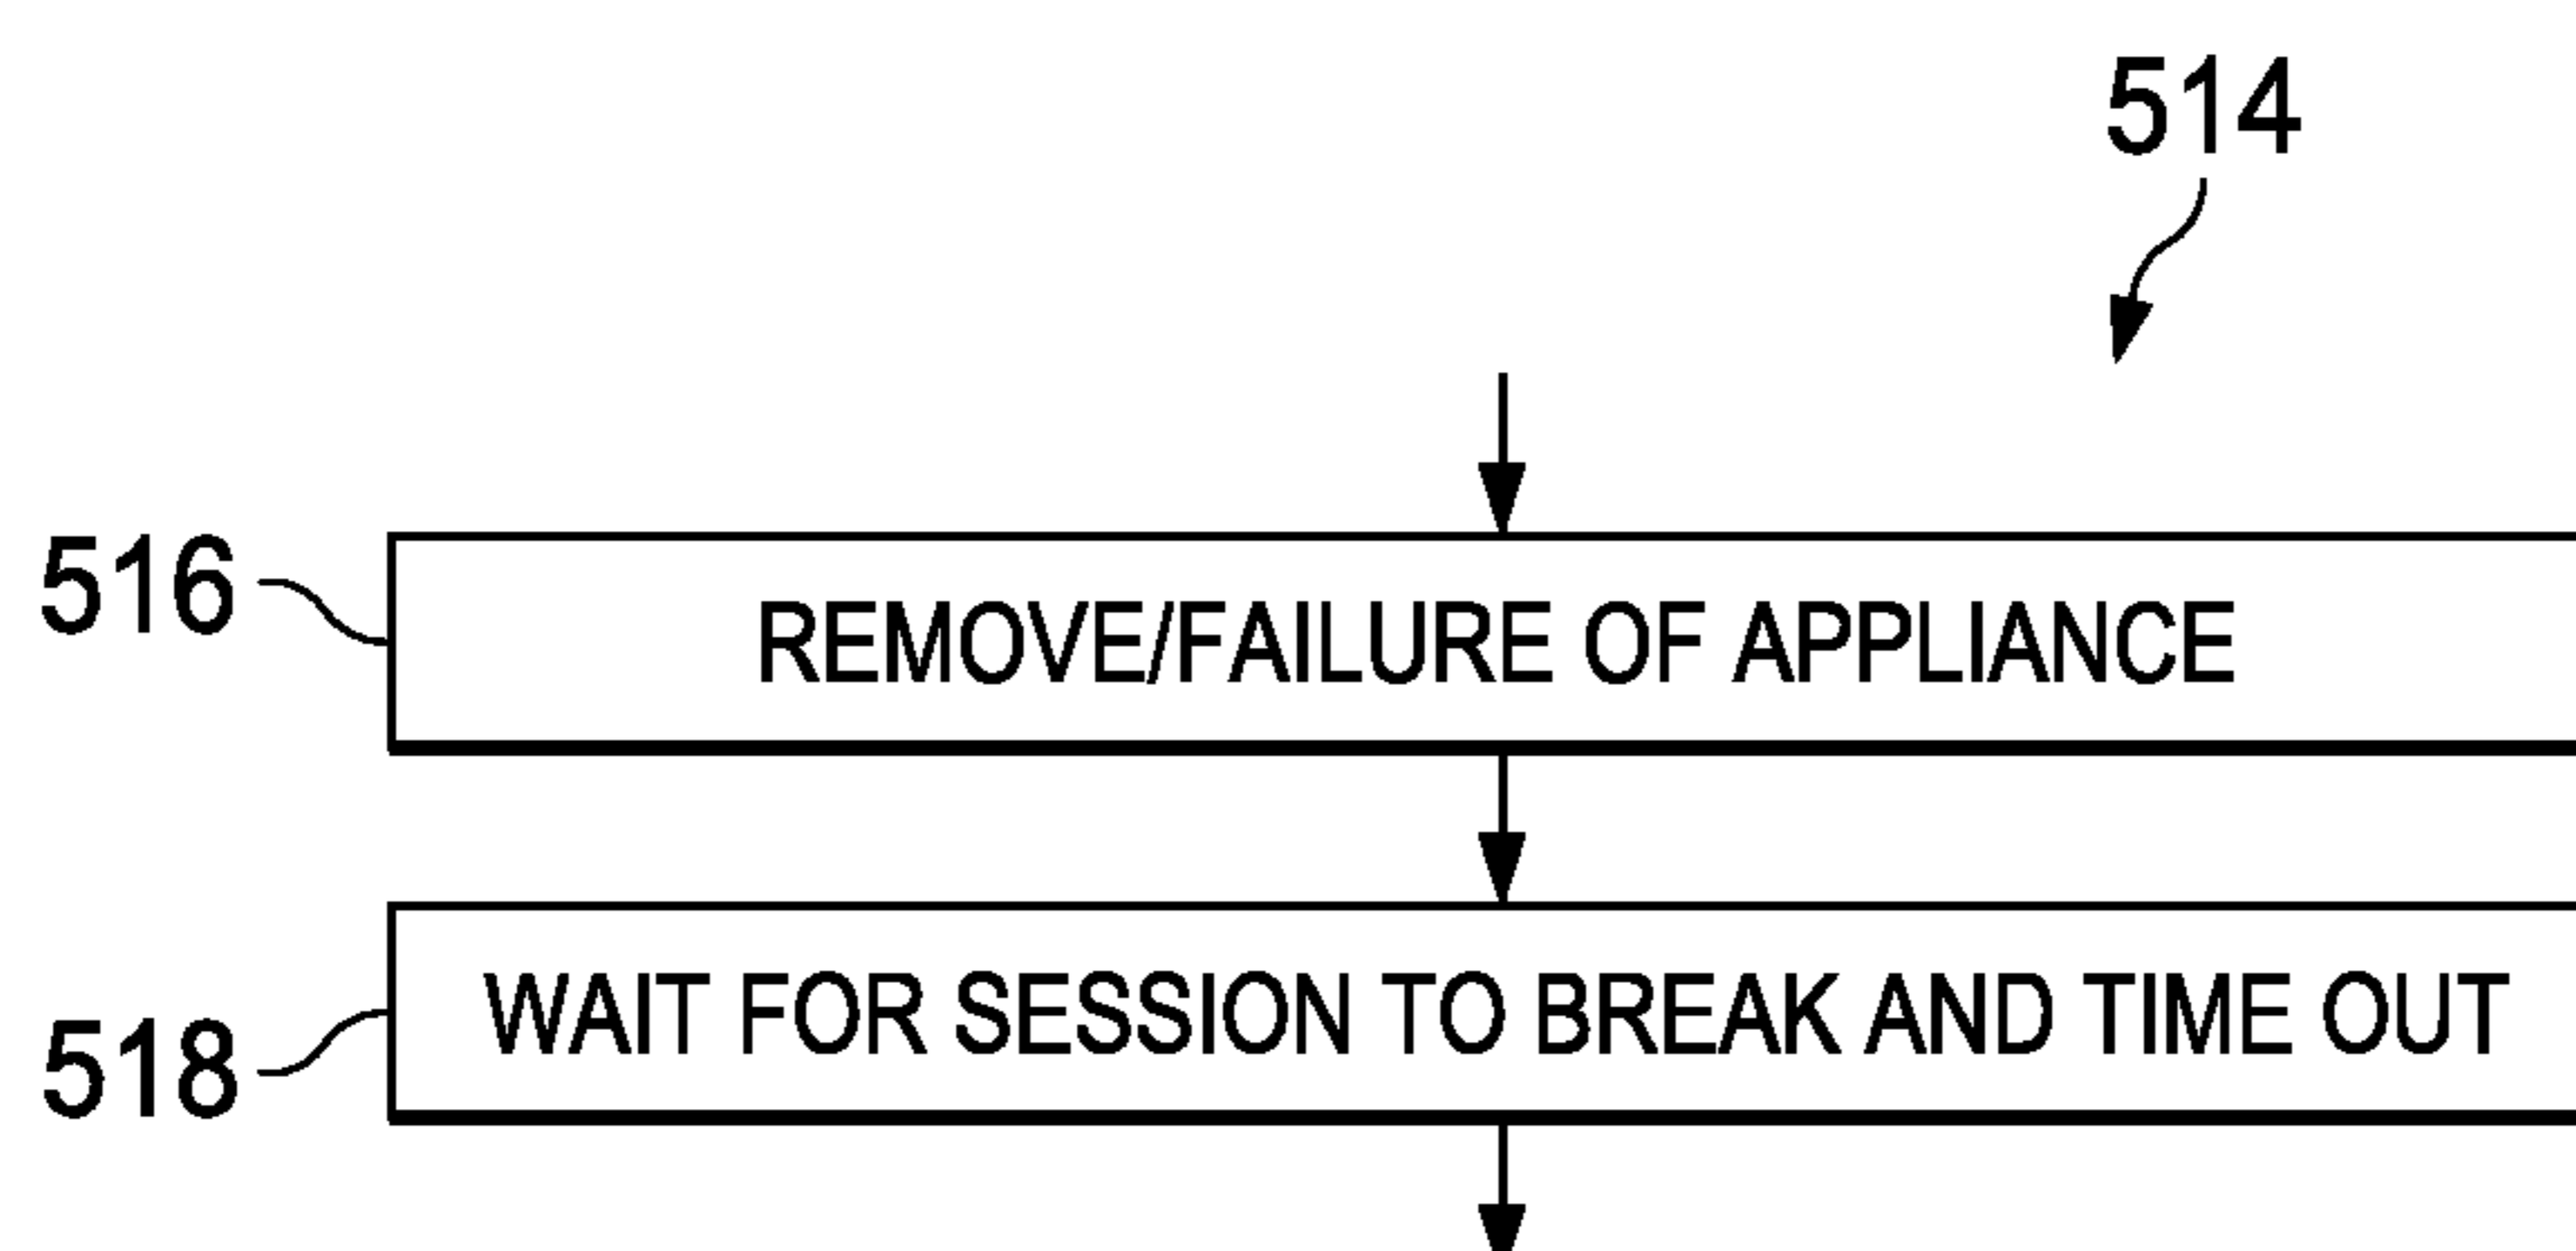 514
516
REMOVE/FAILURE OF APPLIANCE
518
WAIT FOR SESSION TO BREAK AND TIME OUT